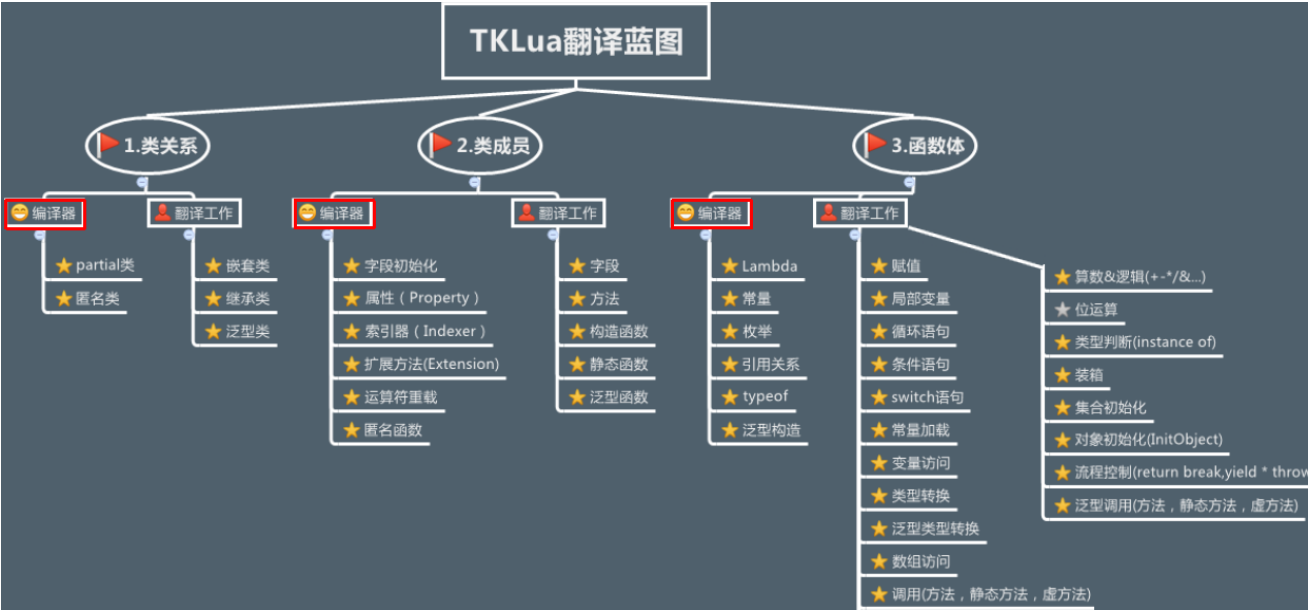 TKLua翻译蓝图
1.类关系
编译器
partial类
匿名类
翻译工作
嵌套类
继承类
泛型类
2.类成员
编译器
字段初始化
属性（Property）
索引器（Indexer）
扩展方法(Extension)
运算符重载
匿名函数
翻译工作
字段
方法
构造函数
静态函数
泛型函数
3.函数体
编译器
Lambda
常量
枚举
引用关系
typeof
泛型构造
翻译工作
赋值
局部变量
循环语句
条件语句
switch语句
常量加载
变量访问
类型转换
泛型类型转换
数组访问
调用(方法，静态方法，虚方法)
算数&逻辑(+-*/&...)
位运算
类型判断(instance of)
装箱
集合初始化
对象初始化(InitObject)
流程控制(return break,yield * throw
泛型调用(方法，静态方法，虚方法)